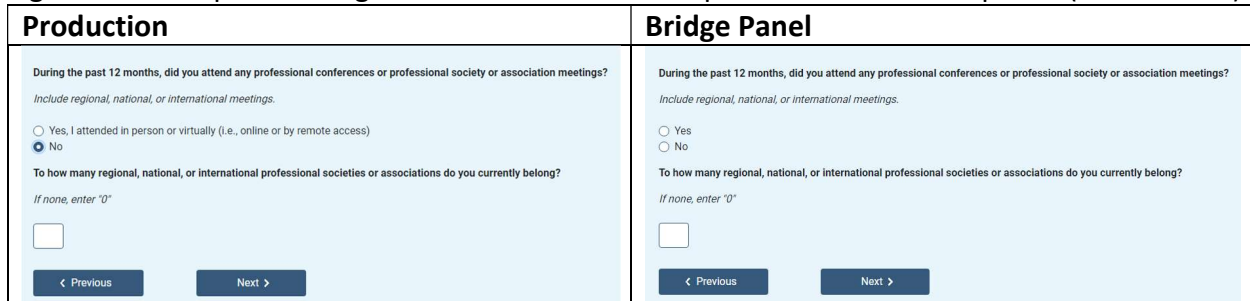 Production
During the past 12 months, did you attend any professional conferences or professional society or association meetings?
Include regional, national, or international meetings.
Yes, I attended in person or virtually (i.e., online or by remote access)
No
To how many regional, national, or international professional societies or associations do you currently belong?
If none, enter "0"
< Previous
Next >
Bridge Panel
During the past 12 months, did you attend any professional conferences or professional society or association meetings?
Include regional, national, or international meetings.
Yes
No
To how many regional, national, or international professional societies or associations do you currently belong?
If none, enter "0"
< Previous
Next >